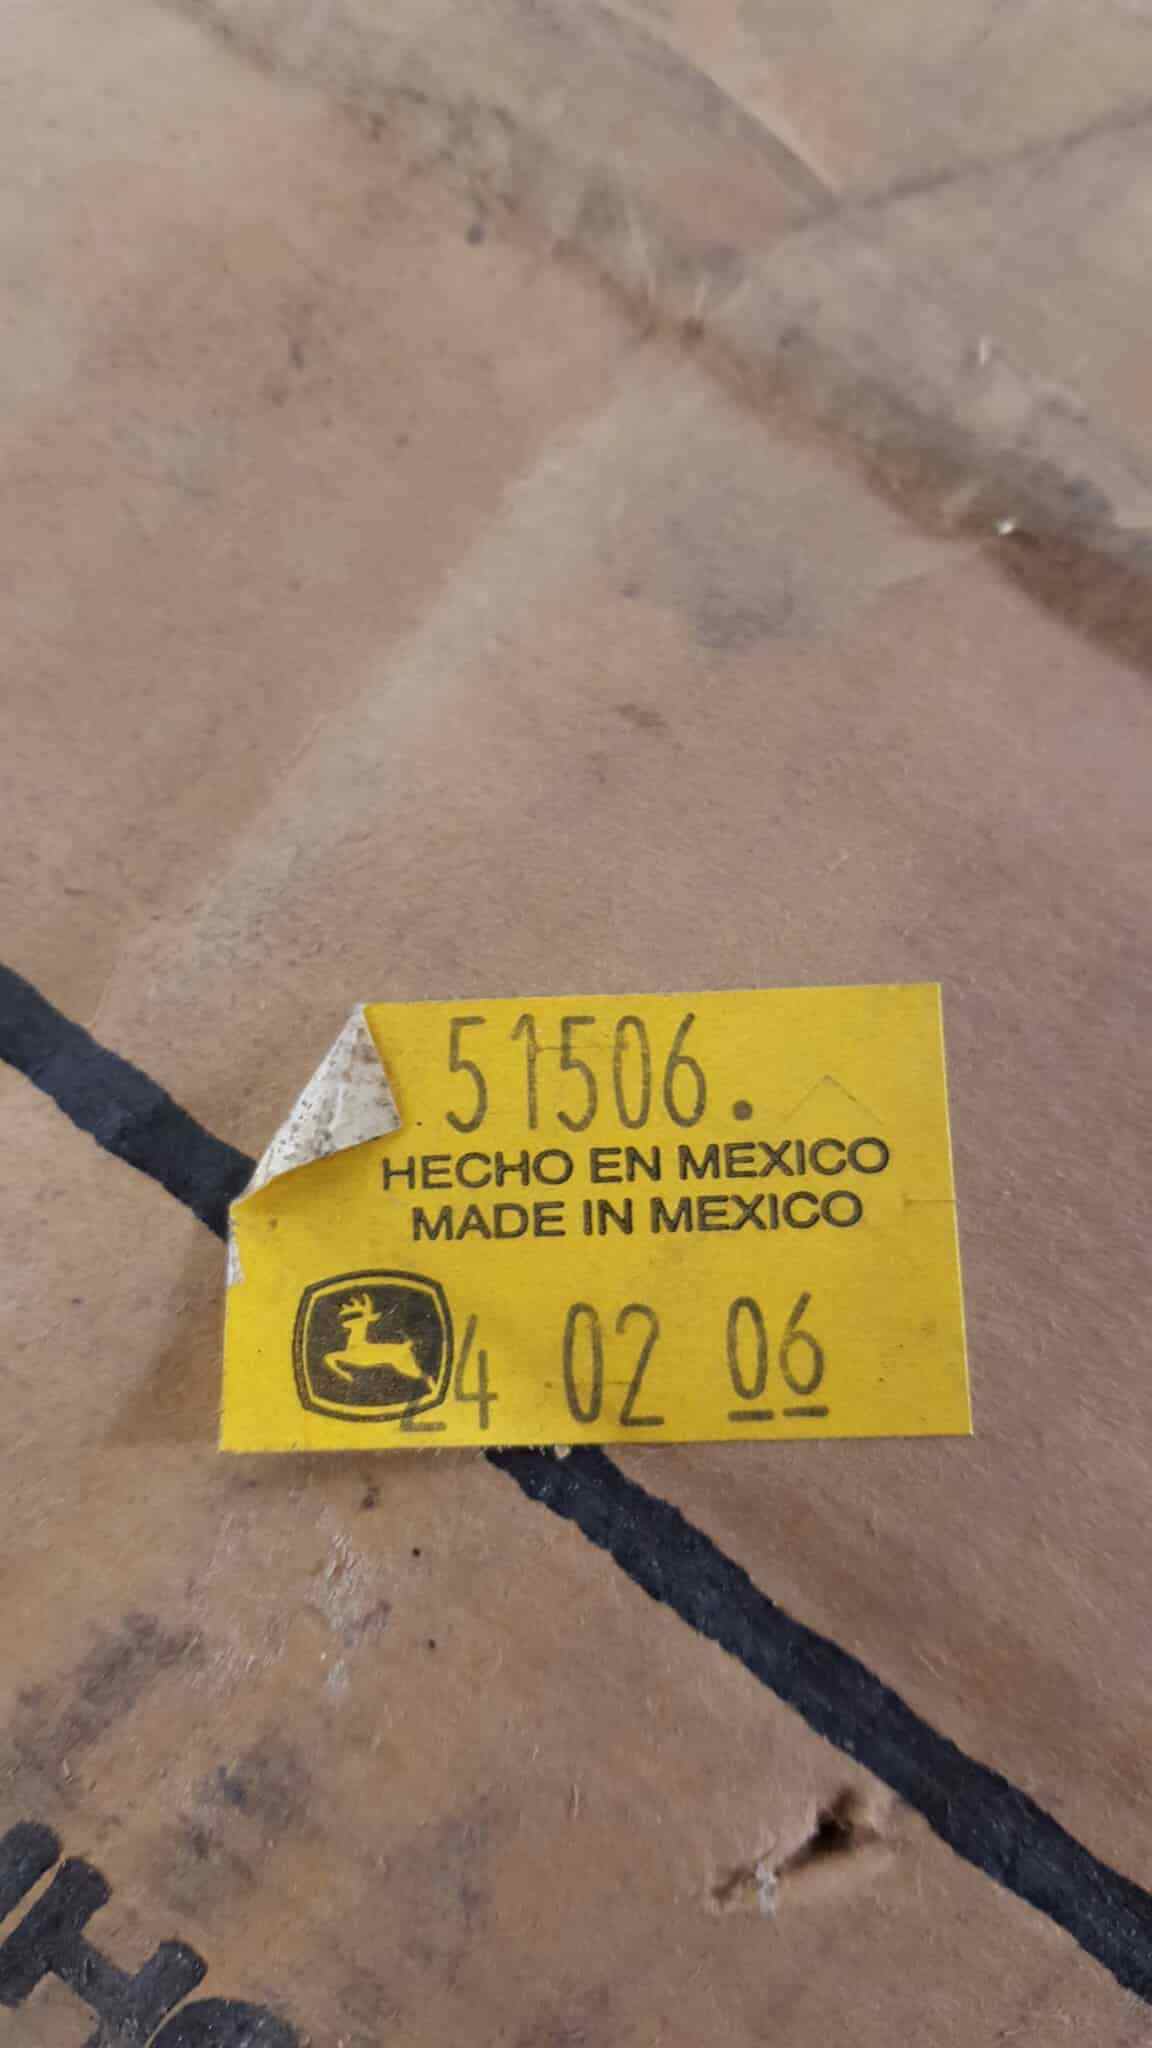 51506.
HECHO EN MEXICO
MADE IN MEXICO
24 02 06